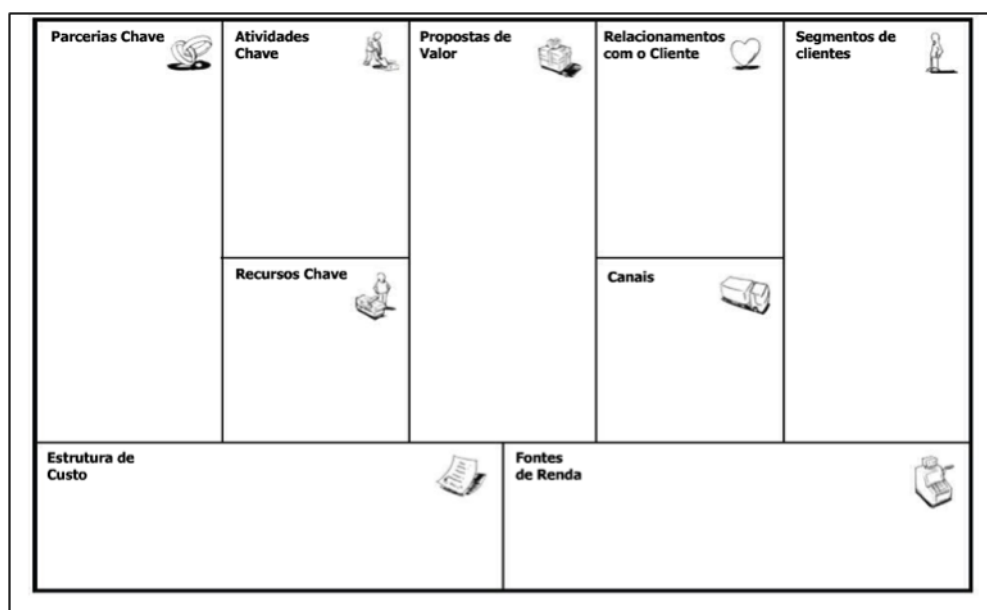 Parcerias Chave
Atividades
Chave
Propostas de
Valor
Relacionamentos
com o Cliente
Segmentos de
clientes
Recursos Chave
Canais
Estrutura de
Custo
Fontes
de Renda